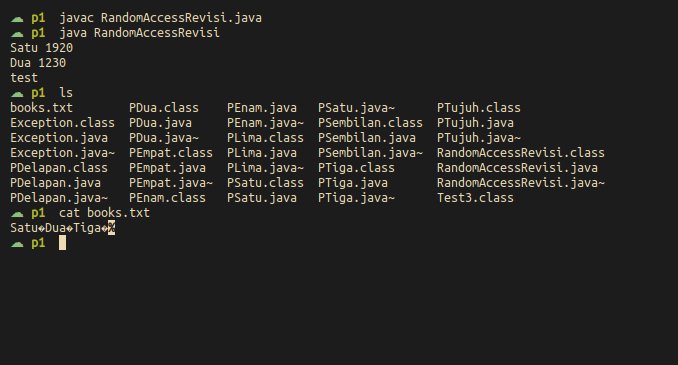 ☁ p1 javac RandomAccessRevisi.java
☁ p1 java RandomAccessRevisi
Satu 1920
Dua 1230
test
☁ p1 ls
books.txt PDua.class PEnam.java PSatu.java~ PTujuh.class
Exception.class PDua.java PEnam.java~ PSembilan.class PTujuh.java
Exception.java PDua.java~ PLima.class PSembilan.java PTujuh.java~
Exception.java~ PEmpat.class PLima.java PSembilan.java~ RandomAccessRevisi.class
PDelapan.class PEmpat.java PLima.java~ PTiga.class RandomAccessRevisi.java
PDelapan.java PEmpat.java~ PSatu.class PTiga.java RandomAccessRevisi.java~
PDelapan.java~ PEnam.class PSatu.java PTiga.java~ Test3.class
☁ p1 cat books.txt
Satu�Dua�Tiga�%
☁ p1